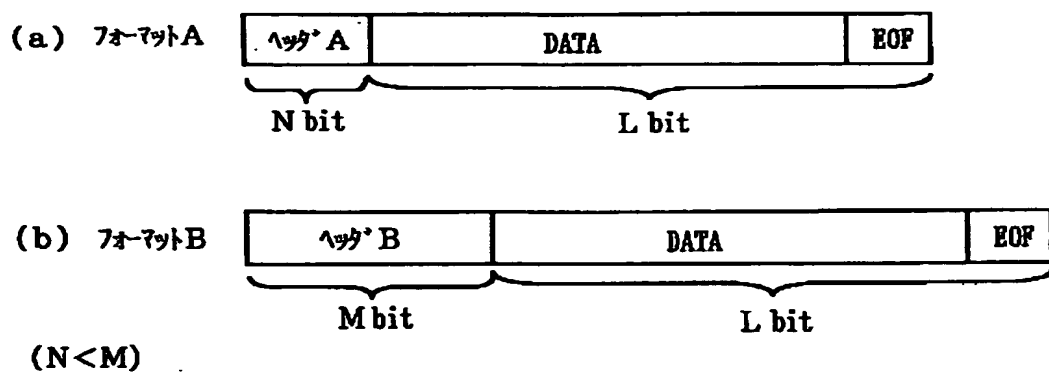 (a) フォーマットA ヘッダA DATA EOF
N bit L bit
(b) フォーマットB ヘッダB DATA EOF
M bit L bit
(N<M)